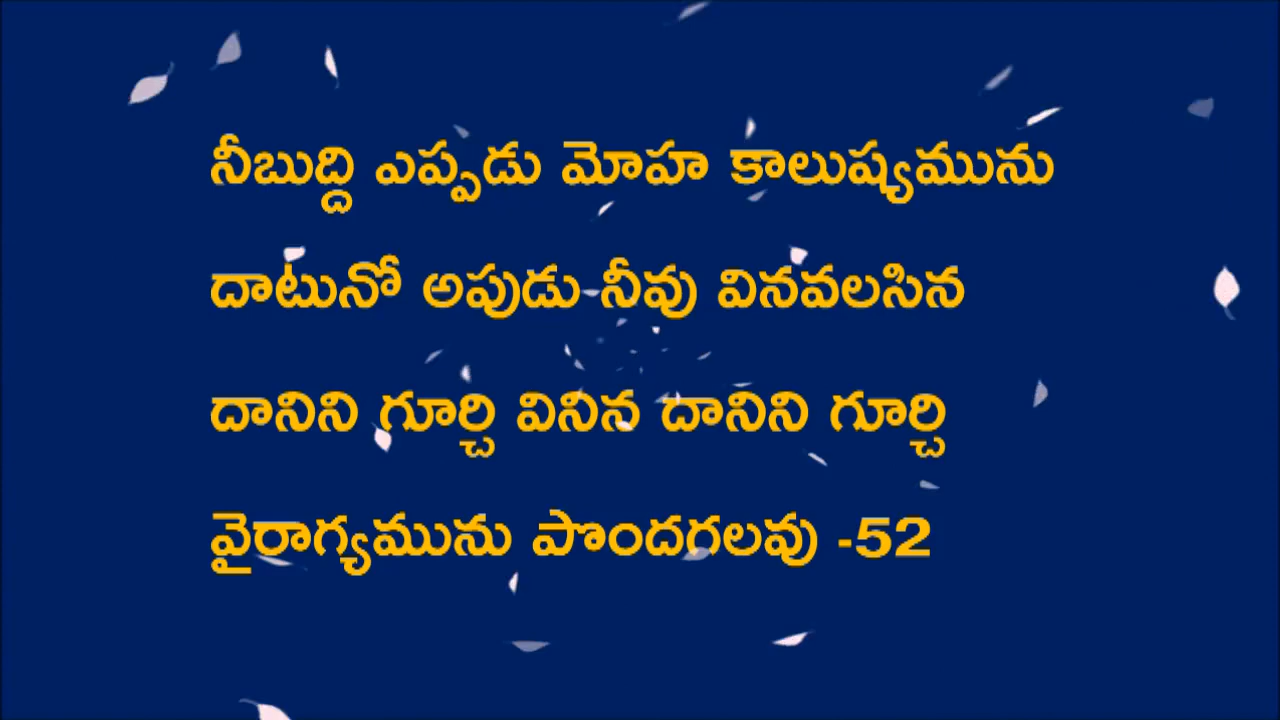 నీబుద్ది ఎప్పడు మోహ కాలుష్యమును
దాటునో అపుడు నీవు వినవలసిన
దానిని గూర్చి వినిన దానిని గూర్చి
వైరాగ్యమును పొందగలవు -52